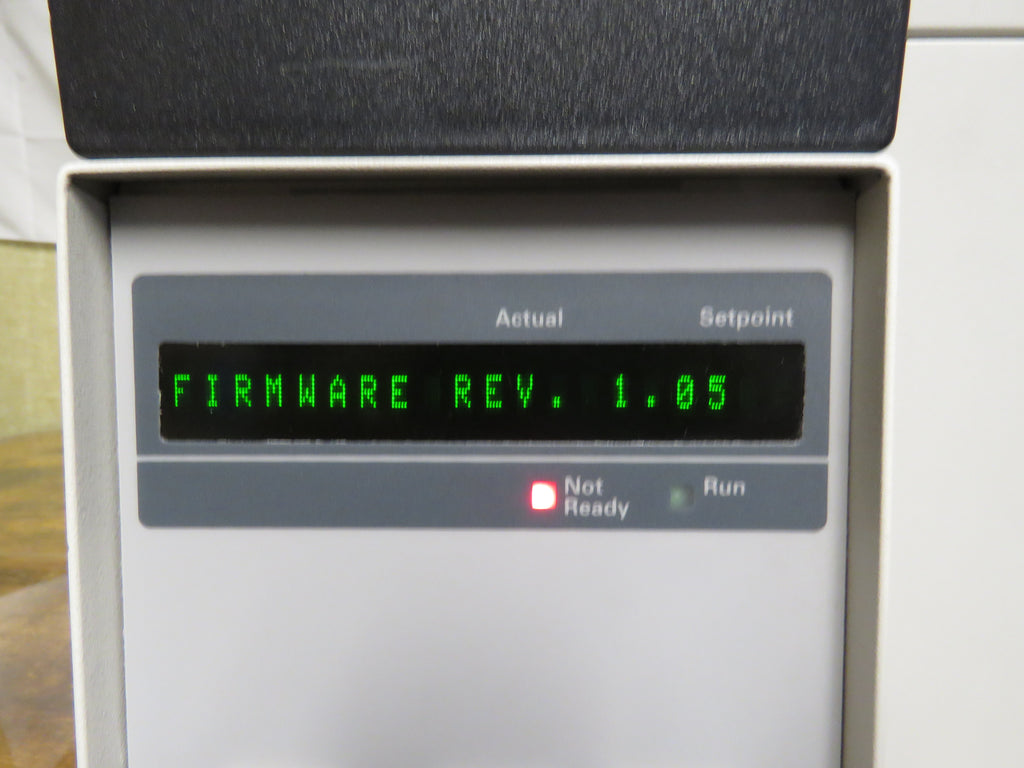 Actual Setpoint
FIRMWARE REV. 1.05
Not Ready Run